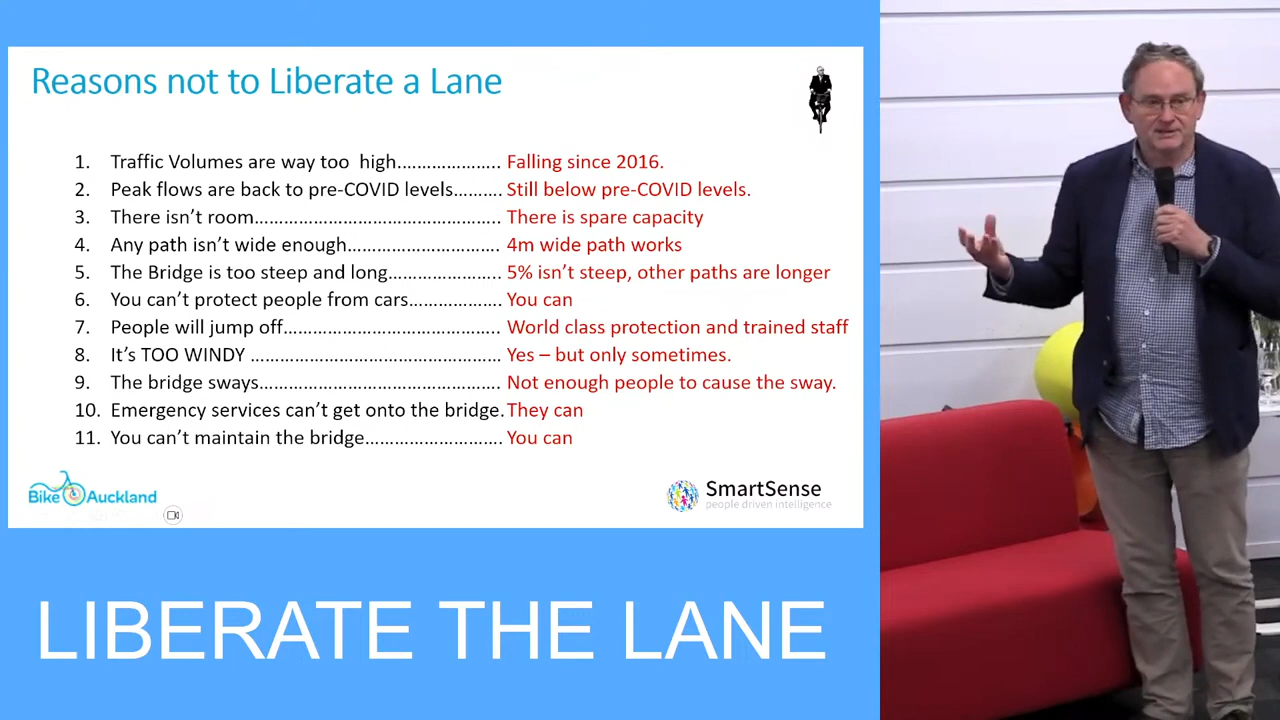 Reasons not to Liberate a Lane
1. Traffic Volumes are way too  high..................... Falling since 2016.
2. Peak flows are back to pre-COVID levels......... Still below pre-COVID levels.
3. There isn’t room............................................... There is spare capacity
4. Any path isn’t wide enough............................. 4m wide path works
5. The Bridge is too steep and long...................... 5% isn’t steep, other paths are longer
6. You can’t protect people from cars.................. You can
7. People will jump off.......................................... World class protection and trained staff
8. It’s TOO WINDY ................................................ Yes – but only sometimes.
9. The bridge sways.............................................. Not enough people to cause the sway.
10. Emergency services can’t get onto the bridge. They can
11. You can’t maintain the bridge.......................... You can
Bike Auckland
SmartSense
people driven intelligence
LIBERATE THE LANE